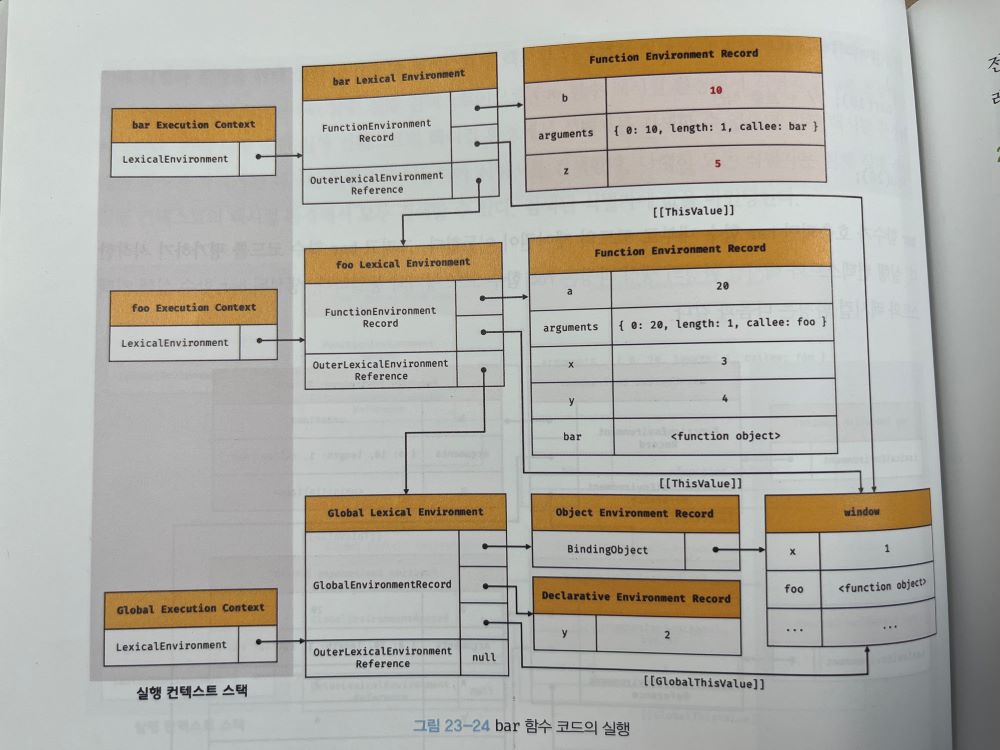 bar Execution Context
LexicalEnvironment
bar Lexical Environment
FunctionEnvironment
Record
OuterLexicalEnvironment
Reference
Function Environment Record
b 10
arguments { 0: 10, length: 1, callee: bar }
z 5
[[ThisValue]]
foo Execution Context
LexicalEnvironment
foo Lexical Environment
FunctionEnvironment
Record
OuterLexicalEnvironment
Reference
Function Environment Record
a 20
arguments { 0: 20, length: 1, callee: foo }
x 3
y 4
bar <function object>
[[ThisValue]]
Global Execution Context
LexicalEnvironment
Global Lexical Environment
GlobalEnvironmentRecord
OuterLexicalEnvironment
Reference null
Object Environment Record
BindingObject
Declarative Environment Record
y 2
window
x 1
foo <function object>
... ...
[[GlobalThisValue]]
실행 컨텍스트 스택
그림 23-24 bar 함수 코드의 실행